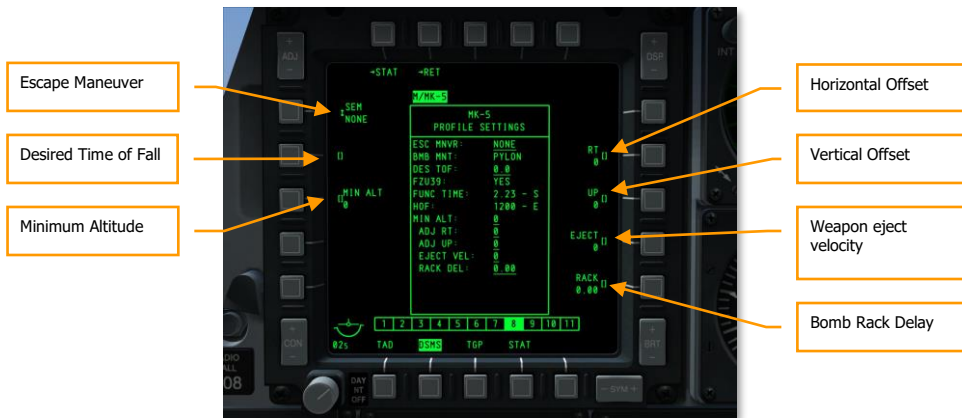 Escape Maneuver
Desired Time of Fall
Minimum Altitude
Horizontal Offset
Vertical Offset
Weapon eject
velocity
Bomb Rack Delay
+
ADJ
-
+
DSP
-
INT
STAT
RET
M/MK-5
SEM
NONE
MIN ALT
0
MK-5
PROFILE SETTINGS
ESC MNVR: NONE
BMB MNT: PYLON
DES TOF: 0.0
FZU39: YES
FUNC TIME: 2.23 - S
HOF: 1200 - E
MIN ALT: 0
ADJ RT: 0
ADJ UP: 0
EJECT VEL: 0
RACK DEL: 0.00
RT
0
UP
0
EJECT
0
RACK
0.00
1 2 3 4 5 6 7 8 9 10 11
02s
TAD DSMS TGP STAT
+
CON
-
+
BRT
-
DAY
NT
OFF
- SYM +
DIO
ALL
08